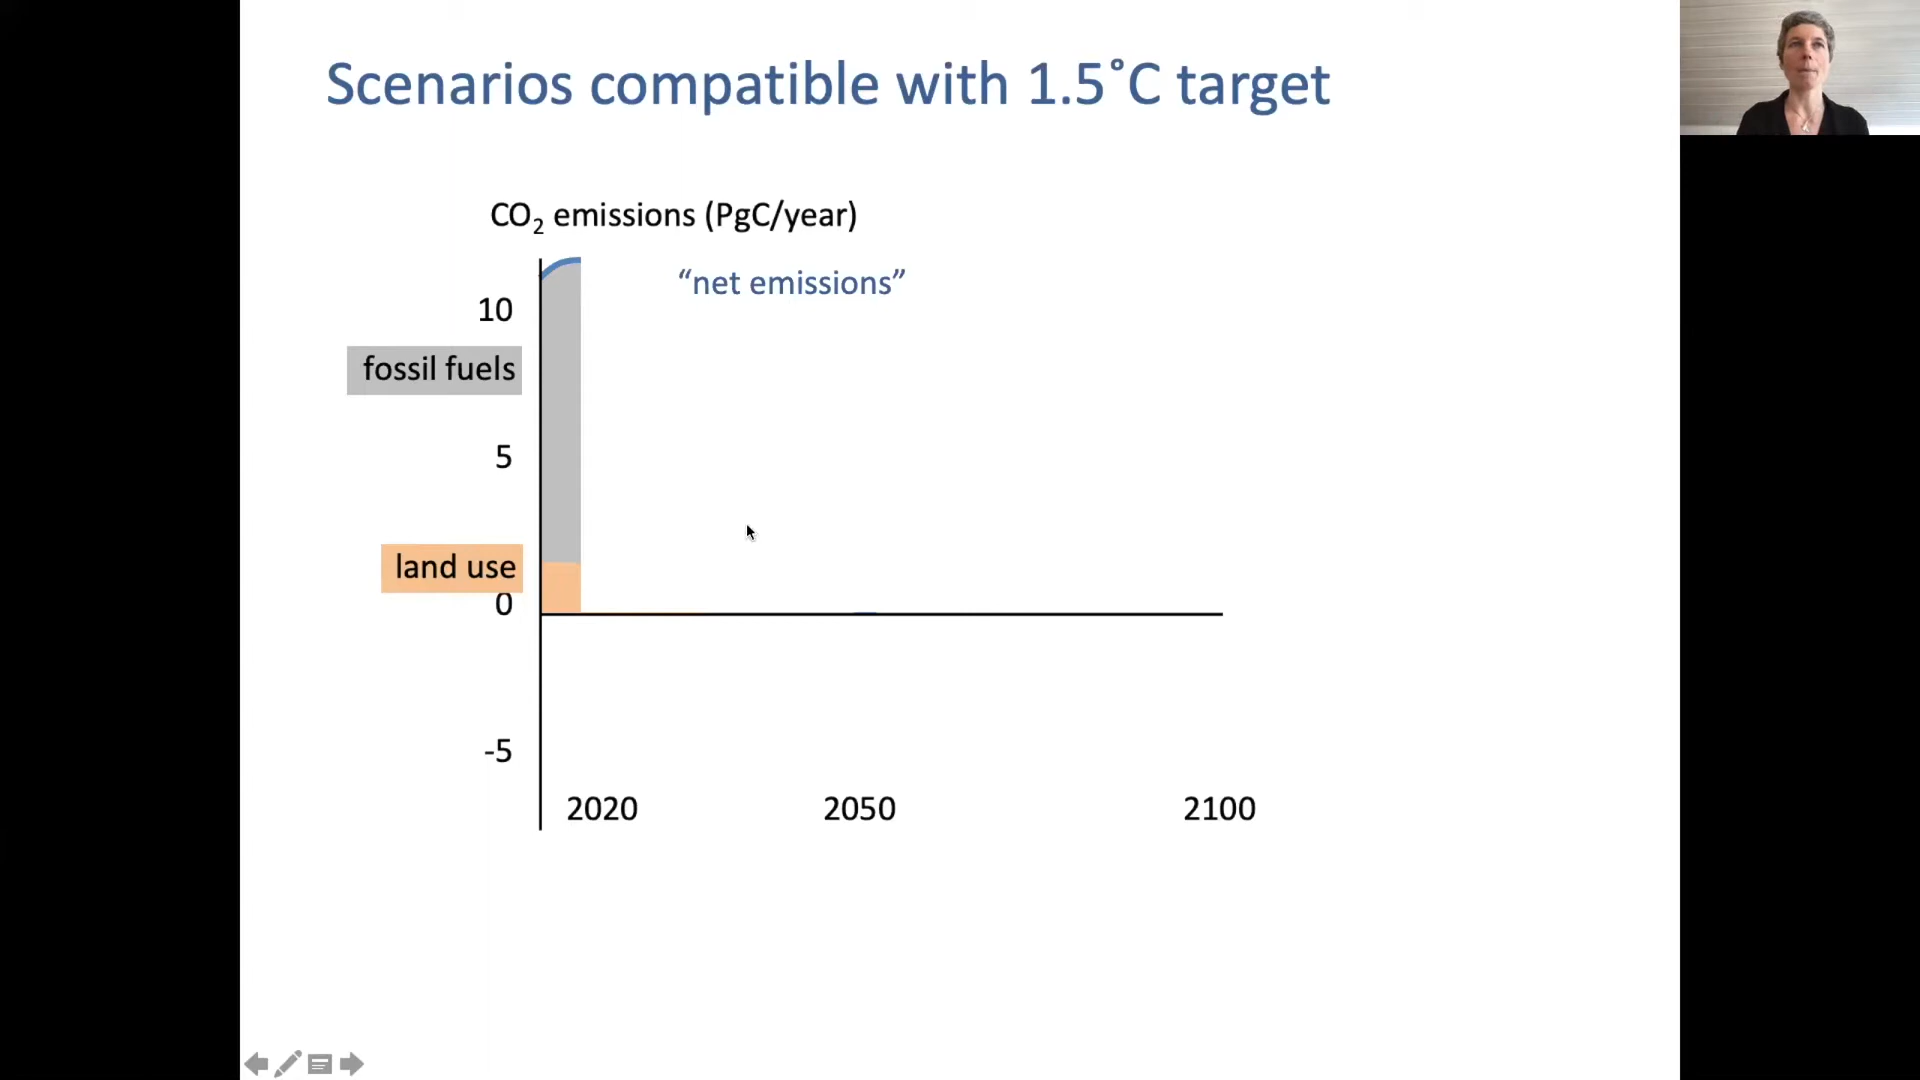 Scenarios compatible with 1.5˚C target
CO₂ emissions (PgC/year)
“net emissions”
10
fossil fuels
5
land use
0
-5
2020 2050 2100